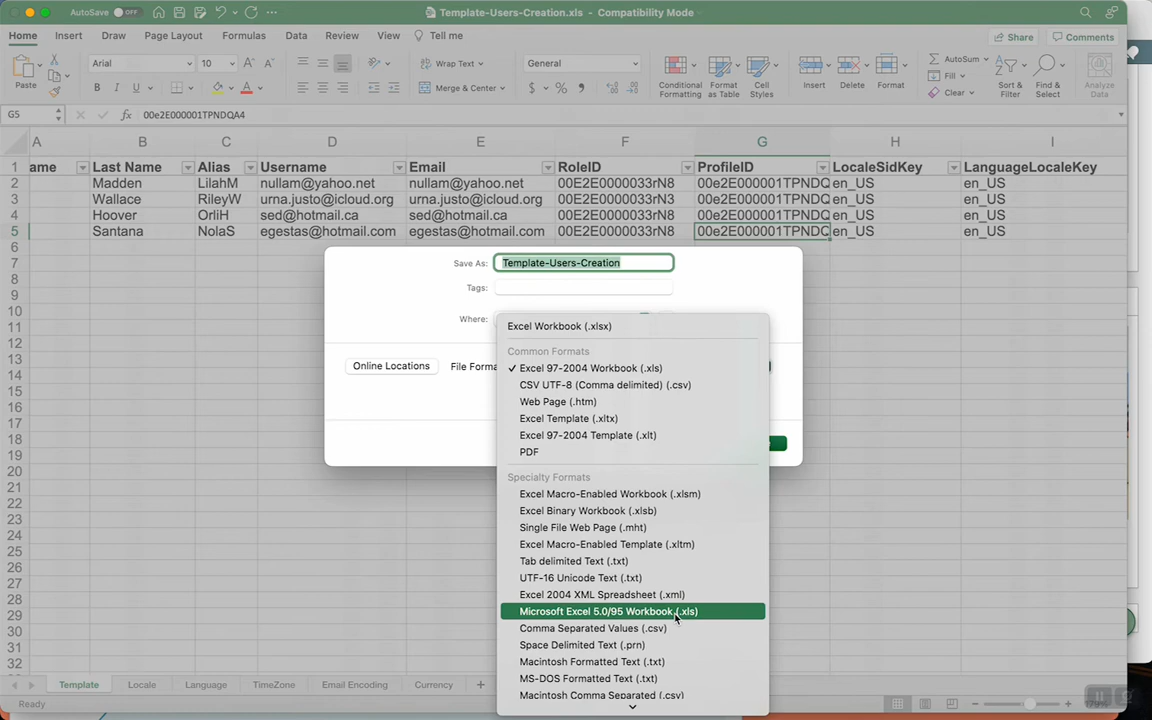 AutoSave OFF Template-Users-Creation.xls - Compatibility Mode
Home Insert Draw Page Layout Formulas Data Review View Tell me Share Comments
Paste Arial 10 Wrap Text General Conditional Formatting Format as Table Cell Styles Insert Delete Format AutoSum Sort & Filter Find & Select Analyze Data
B I U A Merge & Center $ % Fill Clear
G5 fx 00e2E000001TPNDQA4
A B C D E F G H I
1 ame Last Name Alias Username Email RoleID ProfileID LocaleSidKey LanguageLocaleKey
2 Madden LilahM nullam@yahoo.net nullam@yahoo.net 00E2E0000033rN8 00e2E000001TPNDQ en_US en_US
3 Wallace RileyW urna.justo@icloud.org urna.justo@icloud.org 00E2E0000033rN3 00e2E000001TPNDQ en_US en_US
4 Hoover OrliH sed@hotmail.ca sed@hotmail.ca 00E2E0000033rN8 00e2E000001TPNDQ en_US en_US
5 Santana NolaS egestas@hotmail.com egestas@hotmail.com 00E2E0000033rN8 00e2E000001TPNDQ en_US en_US
6
7
8
9
10
11
12
13
14
15
16
17
18
19
20
21
22
23
24
25
26
27
28
29
30
31
32
Save As: Template-Users-Creation
Tags:
Where:
Online Locations File Forma
Excel Workbook (.xlsx)
Common Formats
✓ Excel 97-2004 Workbook (.xls)
CSV UTF-8 (Comma delimited) (.csv)
Web Page (.htm)
Excel Template (.xltx)
Excel 97-2004 Template (.xlt)
PDF
Specialty Formats
Excel Macro-Enabled Workbook (.xlsm)
Excel Binary Workbook (.xlsb)
Single File Web Page (.mht)
Excel Macro-Enabled Template (.xltm)
Tab delimited Text (.txt)
UTF-16 Unicode Text (.txt)
Excel 2004 XML Spreadsheet (.xml)
Microsoft Excel 5.0/95 Workbook (.xls)
Comma Separated Values (.csv)
Space Delimited Text (.prn)
Macintosh Formatted Text (.txt)
MS-DOS Formatted Text (.txt)
Macintosh Comma Separated (.csv)
Template Locale Language TimeZone Email Encoding Currency +
Ready